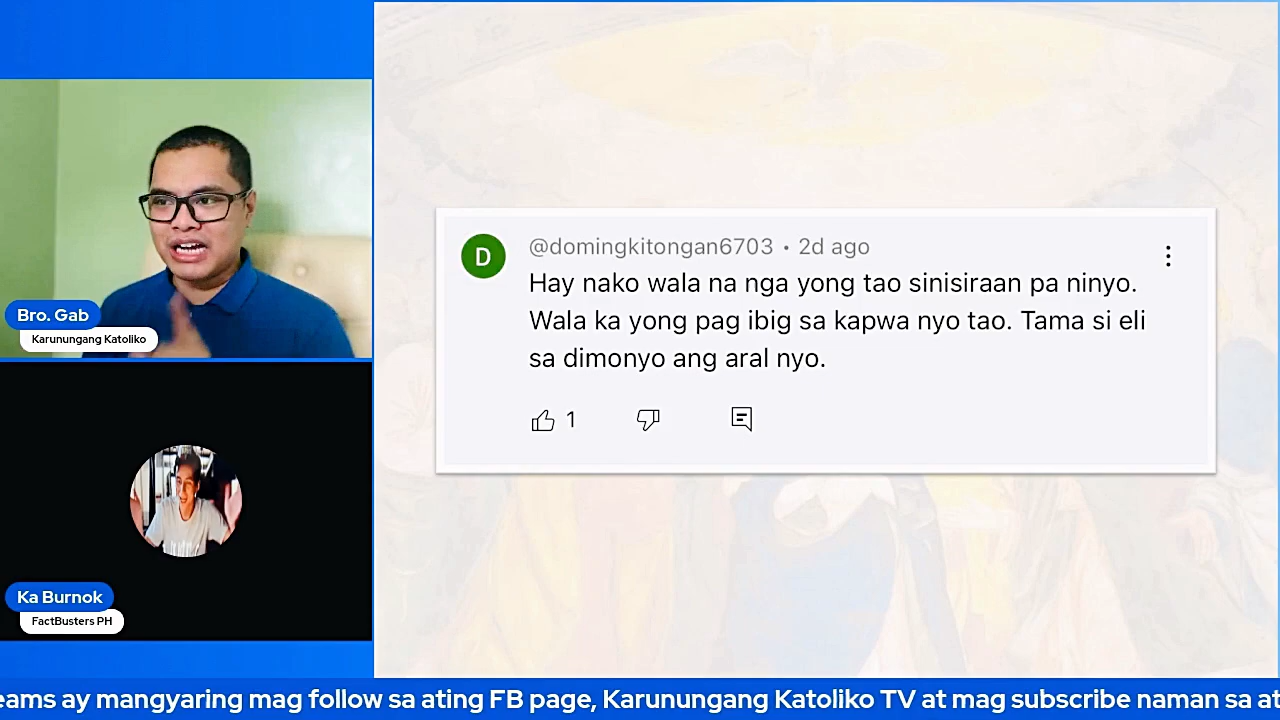 Bro. Gab
Karunungang Katoliko
Ka Burnok
FactBusters PH
D
@domingkitongan6703 • 2d ago
Hay nako wala na nga yong tao sinisiraan pa ninyo.
Wala ka yong pag ibig sa kapwa nyo tao. Tama si eli
sa dimonyo ang aral nyo.
1
eams ay mangyaring mag follow sa ating FB page, Karunungang Katoliko TV at mag subscribe naman sa at